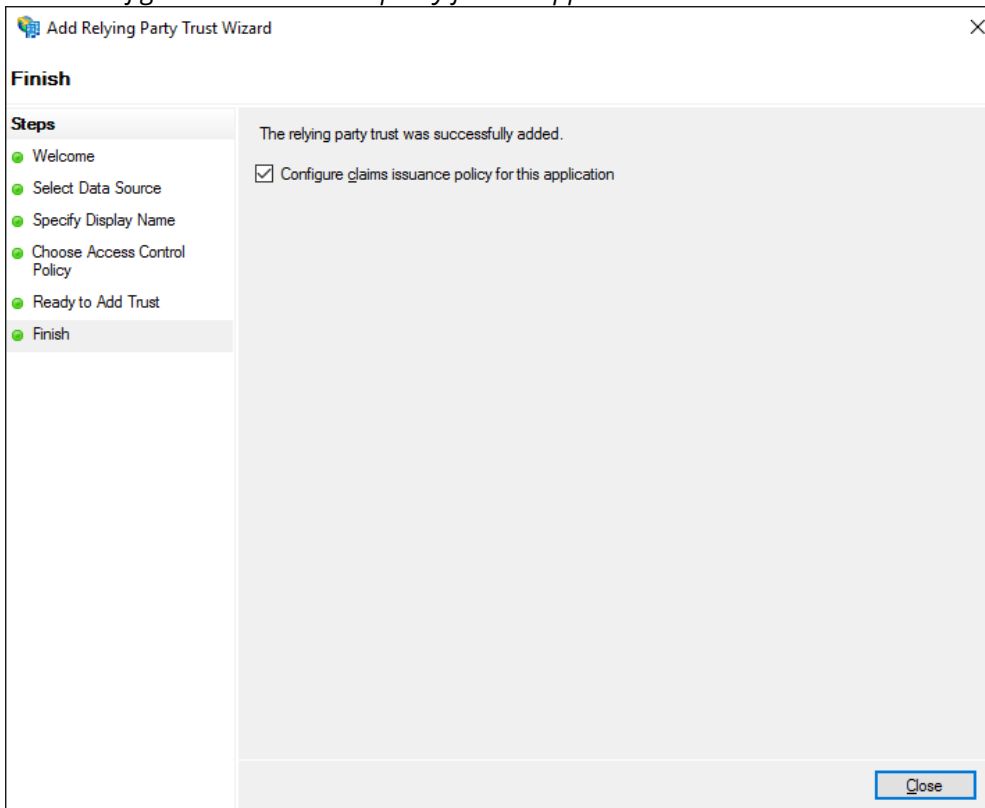 Add Relying Party Trust Wizard
Finish
Steps
Welcome
Select Data Source
Specify Display Name
Choose Access Control
Policy
Ready to Add Trust
Finish
The relying party trust was successfully added.
Configure claims issuance policy for this application
Close